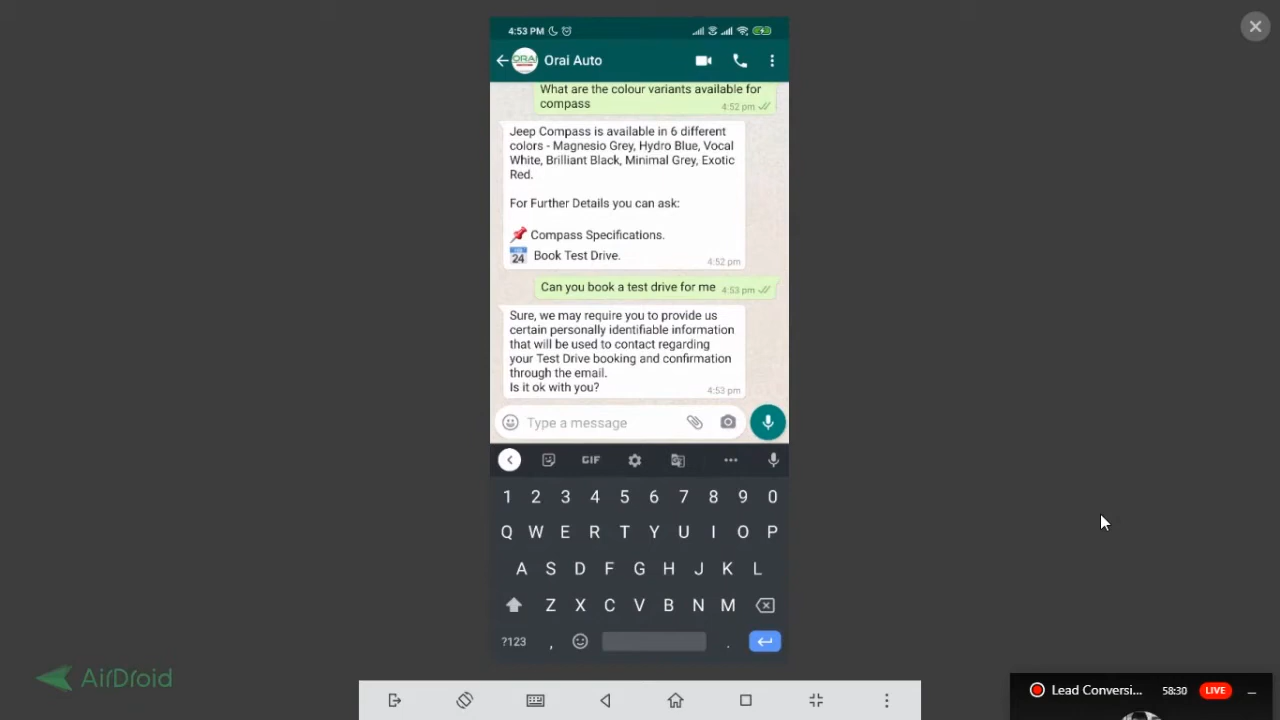 4:53 PM
ORAI
Orai Auto
What are the colour variants available for
compass
4:52 pm
Jeep Compass is available in 6 different
colors - Magnesio Grey, Hydro Blue, Vocal
White, Brilliant Black, Minimal Grey, Exotic
Red.
For Further Details you can ask:
📌 Compass Specifications.
24 Book Test Drive.
4:52 pm
Can you book a test drive for me 4:53 pm
Sure, we may require you to provide us
certain personally identifiable information
that will be used to contact regarding
your Test Drive booking and confirmation
through the email.
Is it ok with you?
4:53 pm
Type a message
GIF
1 2 3 4 5 6 7 8 9 0
Q W E R T Y U I O P
A S D F G H J K L
Z X C V B N M
?123 , .
AirDroid
Lead Conversi... 58:30 LIVE